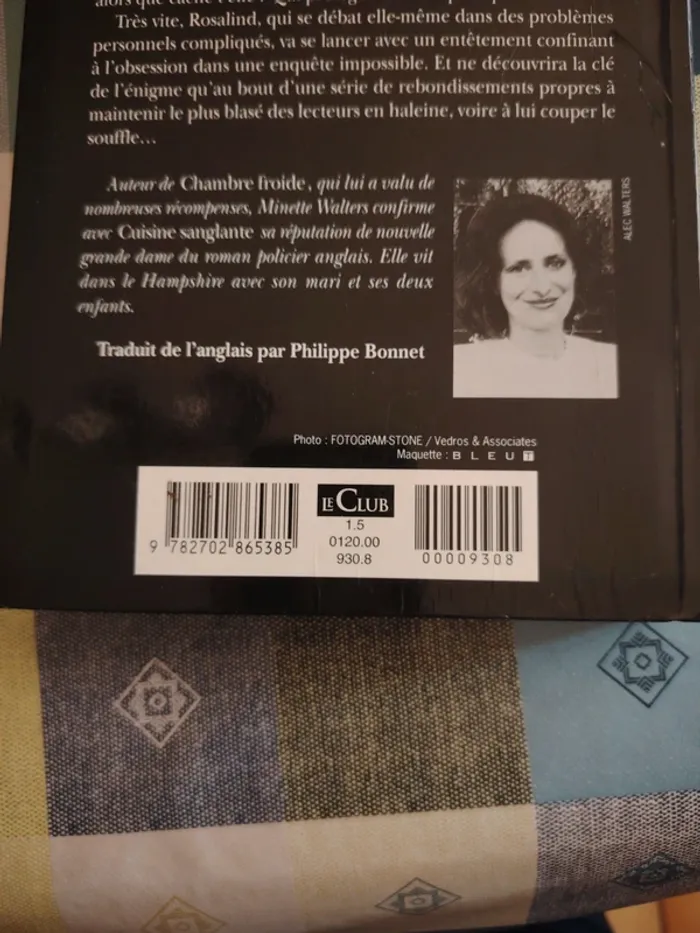 Très vite, Rosalind, qui se débat elle-même dans des problèmes
personnels compliqués, va se lancer avec un entêtement confinant
à l'obsession dans une enquête impossible. Et ne découvrira la clé
de l'énigme qu'au bout d'une série de rebondissements propres à
maintenir le plus blasé des lecteurs en haleine, voire à lui couper le
souffle...
Auteur de Chambre froide, qui lui a valu de
nombreuses récompenses, Minette Walters confirme
avec Cuisine sanglante sa réputation de nouvelle
grande dame du roman policier anglais. Elle vit
dans le Hampshire avec son mari et ses deux
enfants.
ALEC WALTERS
Traduit de l'anglais par Philippe Bonnet
Photo : FOTOGRAM-STONE / Vedros & Associates
Maquette : BLEU T
LE CLUB
1.5
0120.00
930.8
9 782702 865385
00009308